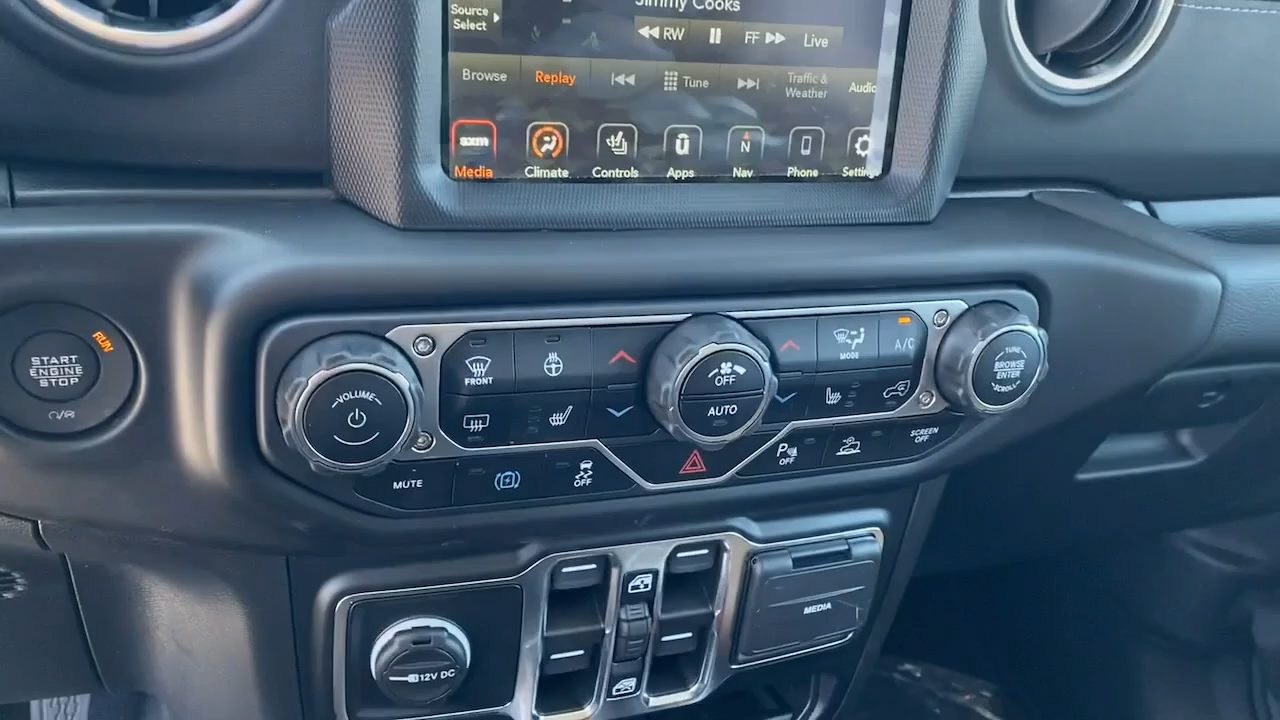 Jimmy Cooks
Source
Select
RW
FF
Live
Browse
Replay
Tune
Traffic &
Weather
Audio
sxm
N
Media
Climate
Controls
Apps
Nav
Phone
Settings
RUN
START
ENGINE
STOP
VOLUME
FRONT
OFF
AUTO
MODE
A/C
TUNE
BROWSE
ENTER
SCROLL
MUTE
OFF
P
OFF
SCREEN
OFF
12V DC
MEDIA